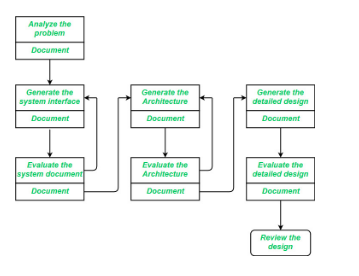 Analyze the
problem
Document
Generate the
system interface
Document
Evaluate the
system document
Document
Generate the
Architecture
Document
Evaluate the
Architecture
Document
Generate the
detailed design
Document
Evaluate the
detailed design
Document
Review the
design